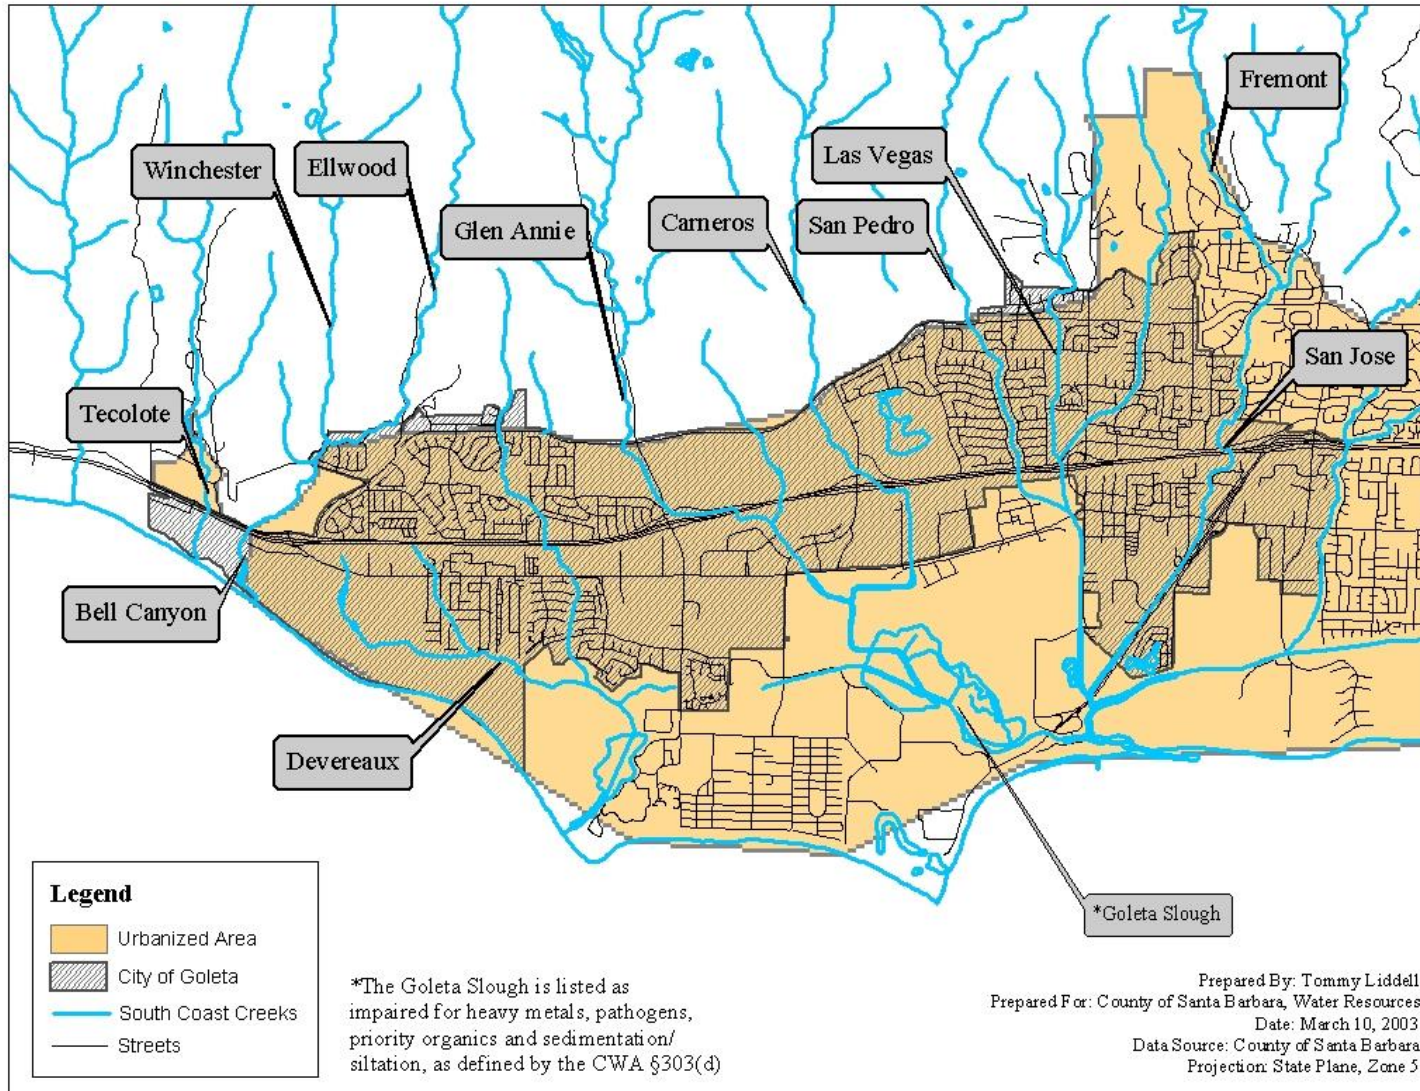 Fremont
Las Vegas
Winchester
Ellwood
Glen Annie
Carneros
San Pedro
San Jose
Tecolote
Bell Canyon
Devereaux
*Goleta Slough
Legend
Urbanized Area
City of Goleta
South Coast Creeks
Streets
*The Goleta Slough is listed as
impaired for heavy metals, pathogens,
priority organics and sedimentation/
siltation, as defined by the CWA §303(d)
Prepared By: Tommy Liddell
Prepared For: County of Santa Barbara, Water Resources
Date: March 10, 2003
Data Source: County of Santa Barbara
Projection: State Plane, Zone 5